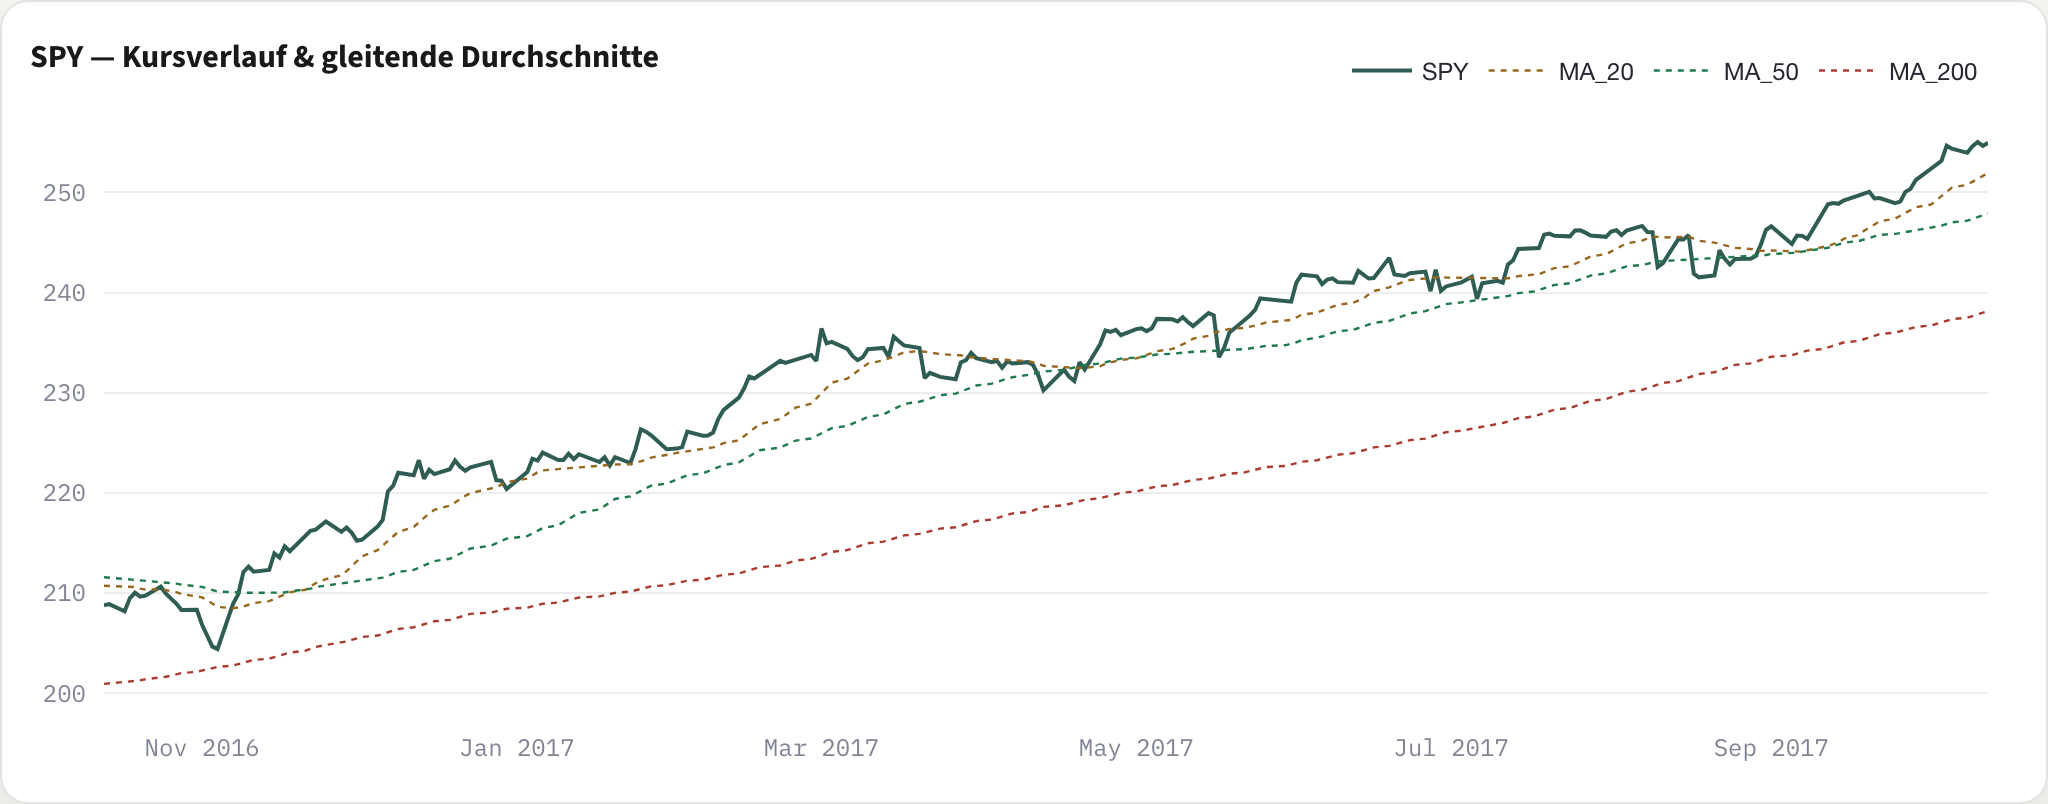 SPY — Kursverlauf & gleitende Durchschnitte
SPY MA_20 MA_50 MA_200
250
240
230
220
210
200
Nov 2016 Jan 2017 Mar 2017 May 2017 Jul 2017 Sep 2017